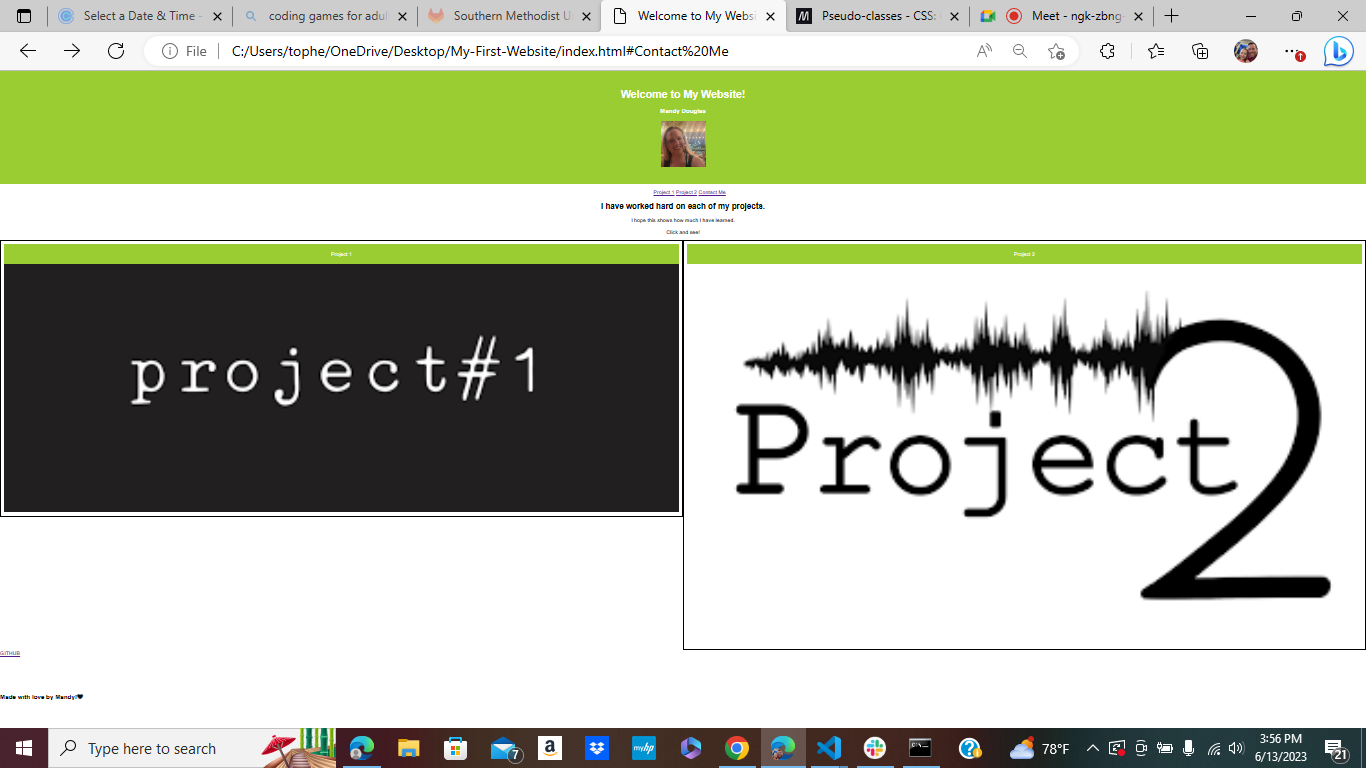 Select a Date & Time -
coding games for adul
Southern Methodist U
Welcome to My Websi
Pseudo-classes - CSS:
Meet - ngk-zbng-
File
C:/Users/tophe/OneDrive/Desktop/My-First-Website/index.html#Contact%20Me
Welcome to My Website!
Mandy Douglas
Project 1 Project 2 Contact Me
I have worked hard on each of my projects.
I hope this shows how much I have learned.
Click and see!
Project 1
project#1
Project 2
Project 2
GITHUB
Made with love by Mandy!🖤
Type here to search
7
a
myhp
78°F
3:56 PM
6/13/2023
21